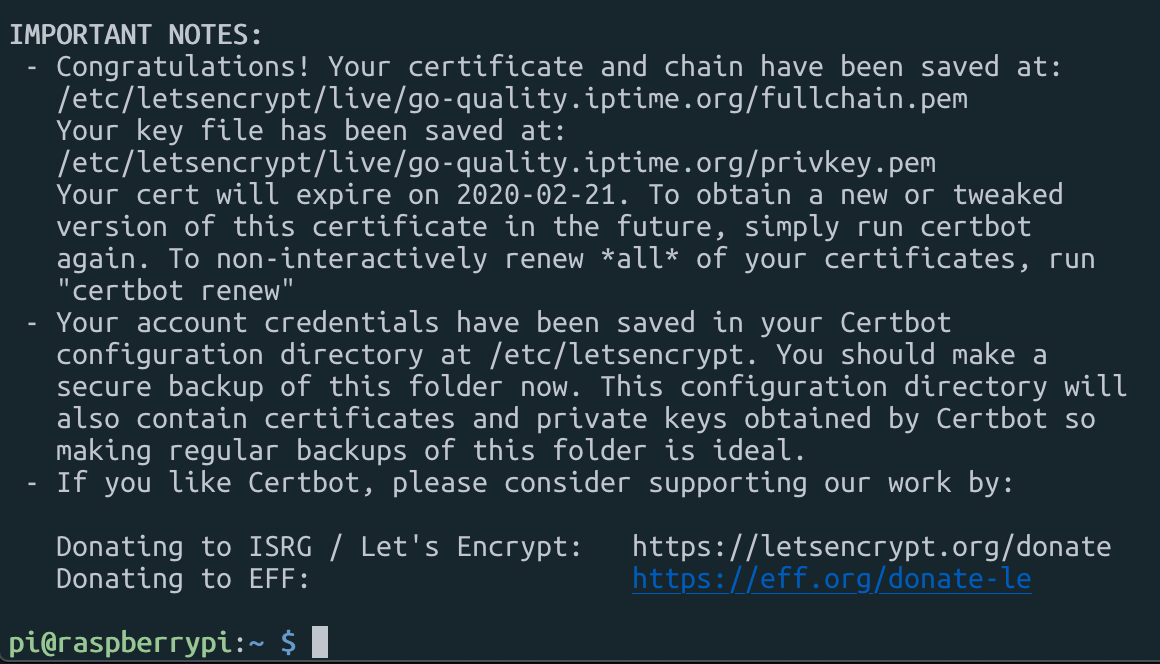 IMPORTANT NOTES:
- Congratulations! Your certificate and chain have been saved at:
/etc/letsencrypt/live/go-quality.iptime.org/fullchain.pem
Your key file has been saved at:
/etc/letsencrypt/live/go-quality.iptime.org/privkey.pem
Your cert will expire on 2020-02-21. To obtain a new or tweaked
version of this certificate in the future, simply run certbot
again. To non-interactively renew *all* of your certificates, run
"certbot renew"
- Your account credentials have been saved in your Certbot
configuration directory at /etc/letsencrypt. You should make a
secure backup of this folder now. This configuration directory will
also contain certificates and private keys obtained by Certbot so
making regular backups of this folder is ideal.
- If you like Certbot, please consider supporting our work by:
Donating to ISRG / Let's Encrypt: https://letsencrypt.org/donate
Donating to EFF: https://eff.org/donate-le
pi@raspberrypi:~ $